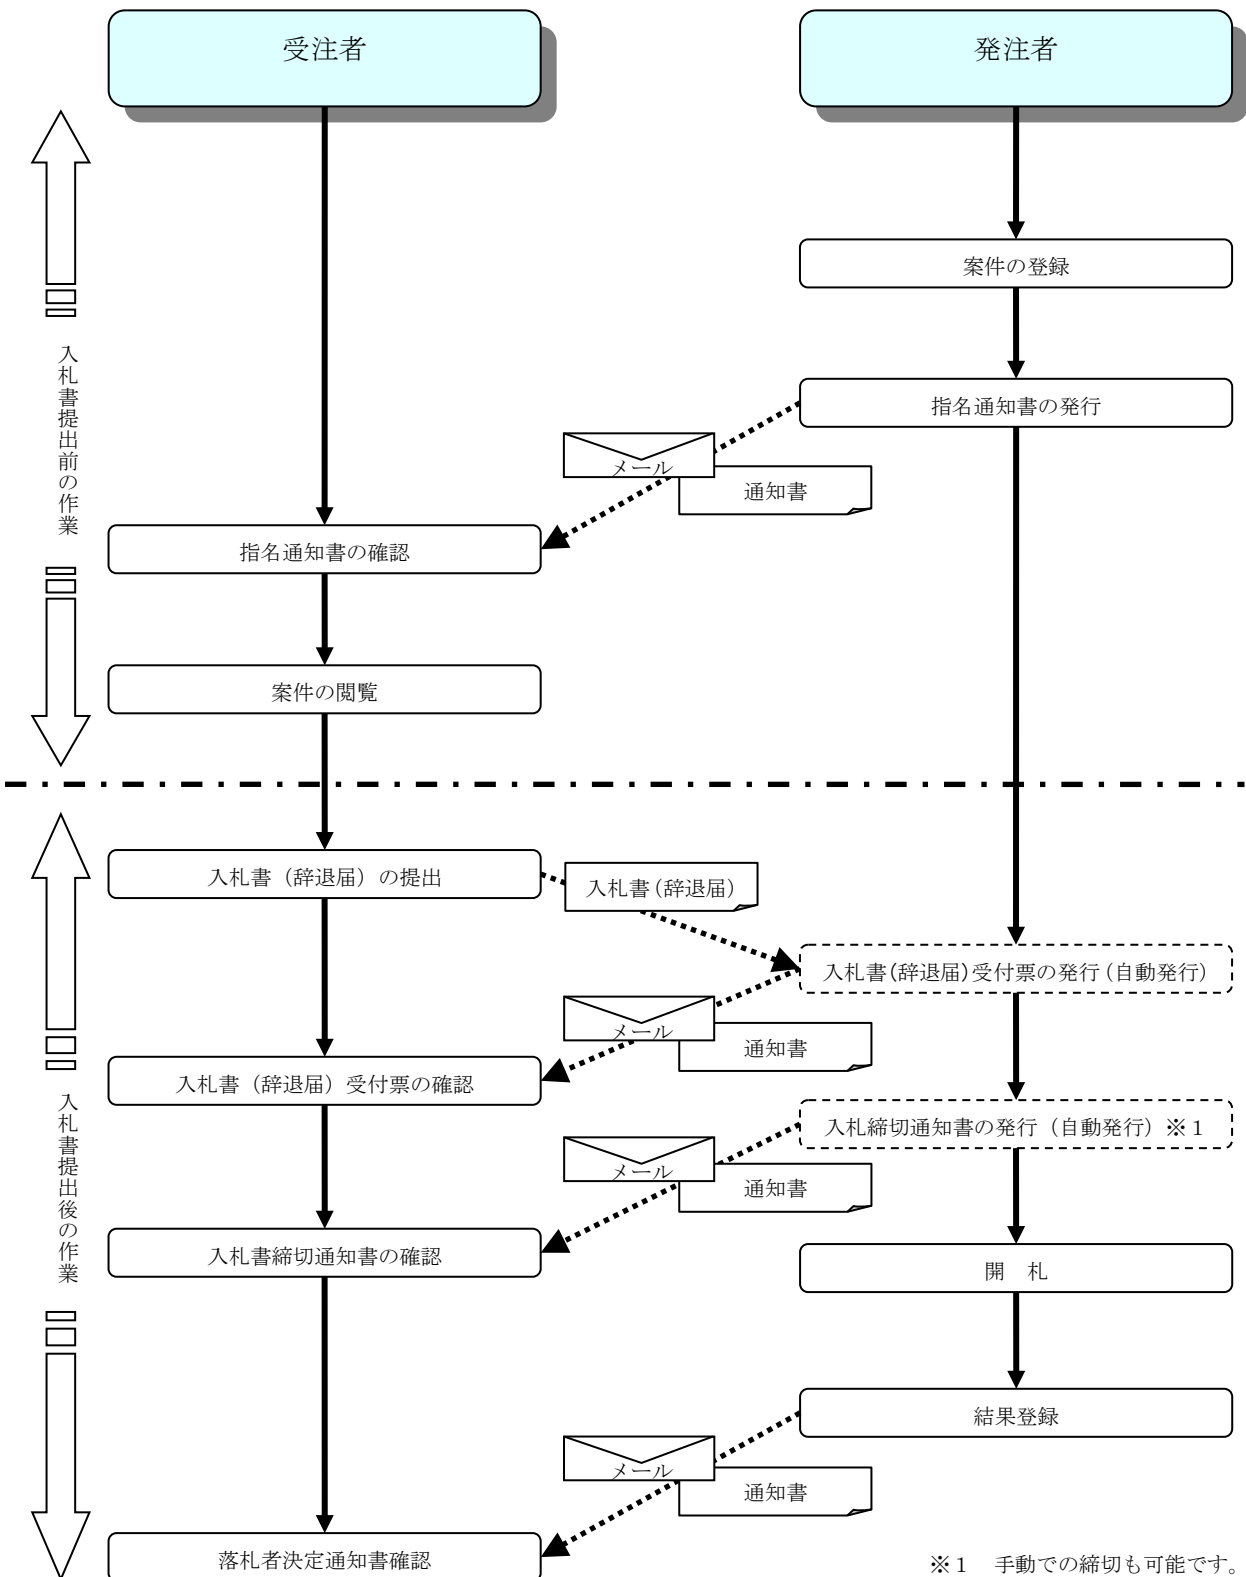 受注者
発注者
案件の登録
指名通知書の発行
メール
通知書
入札書提出前の作業
指名通知書の確認
案件の閲覧
入札書（辞退届）の提出
入札書(辞退届)
入札書(辞退届)受付票の発行(自動発行)
メール
通知書
入札書（辞退届）受付票の確認
入札締切通知書の発行（自動発行）※１
メール
通知書
入札書提出後の作業
入札書締切通知書の確認
開　札
結果登録
メール
通知書
落札者決定通知書確認
※１　手動での締切も可能です。